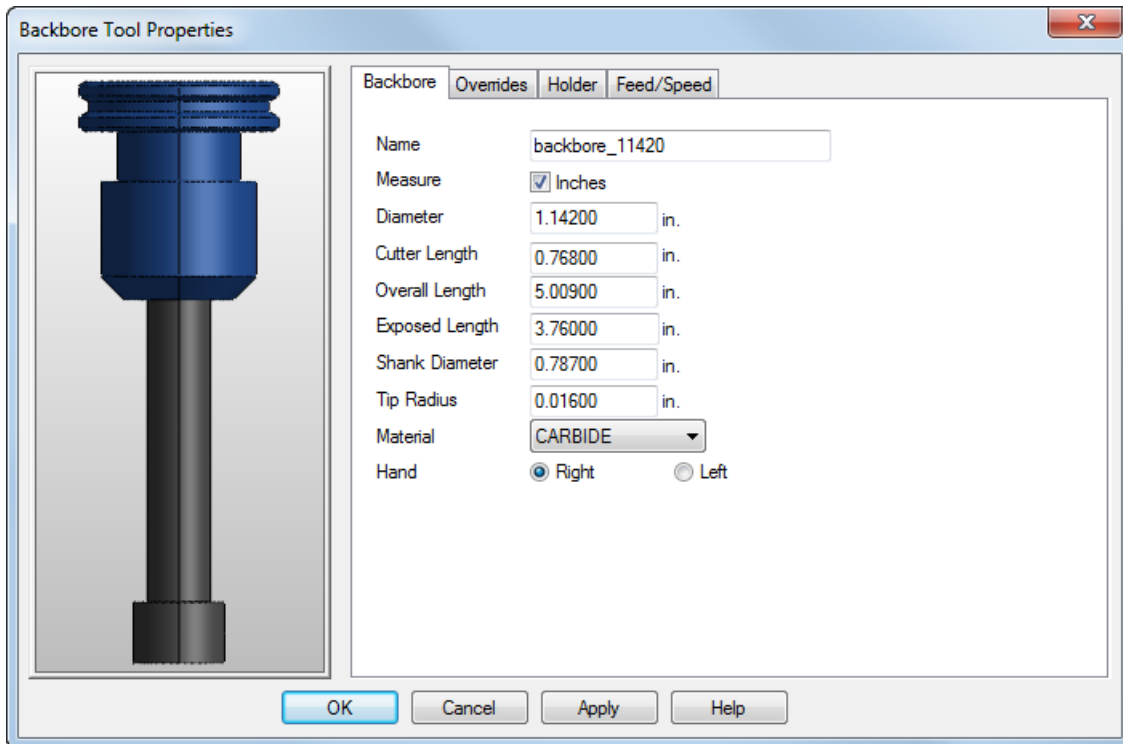 Backbore Tool Properties
Backbore Overrides Holder Feed/Speed
Name backbore_11420
Measure Inches
Diameter 1.14200 in.
Cutter Length 0.76800 in.
Overall Length 5.00900 in.
Exposed Length 3.76000 in.
Shank Diameter 0.78700 in.
Tip Radius 0.01600 in.
Material CARBIDE
Hand Right Left
OK Cancel Apply Help